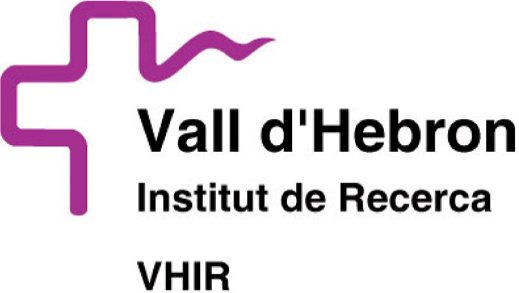 Vall d'Hebron
Institut de Recerca
VHIR